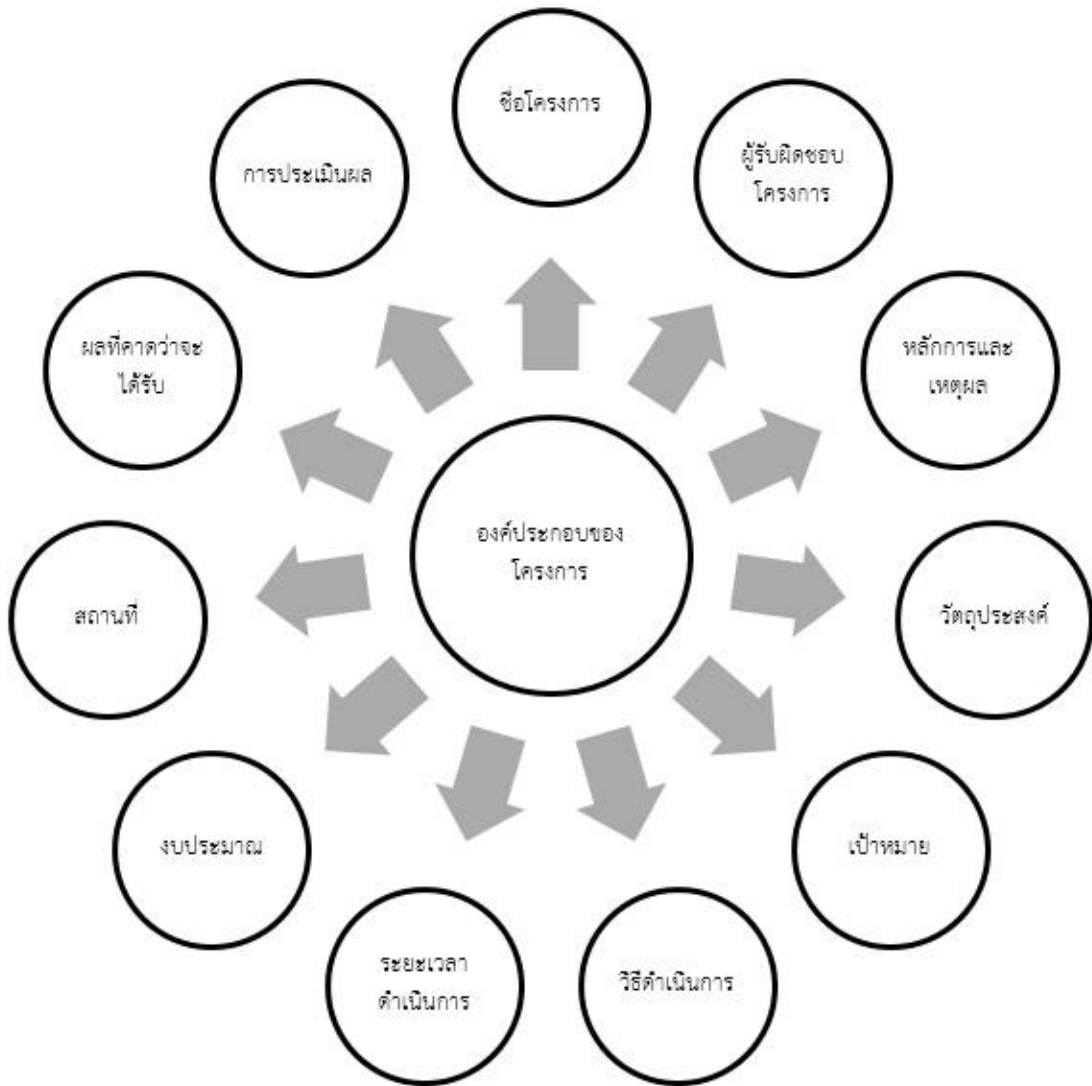 ชื่อโครงการ
ผู้รับผิดชอบ
โครงการ
หลักการและ
เหตุผล
วัตถุประสงค์
เป้าหมาย
วิธีดำเนินการ
ระยะเวลา
ดำเนินการ
งบประมาณ
สถานที่
ผลที่คาดว่าจะ
ได้รับ
การประเมินผล
องค์ประกอบของ
โครงการ